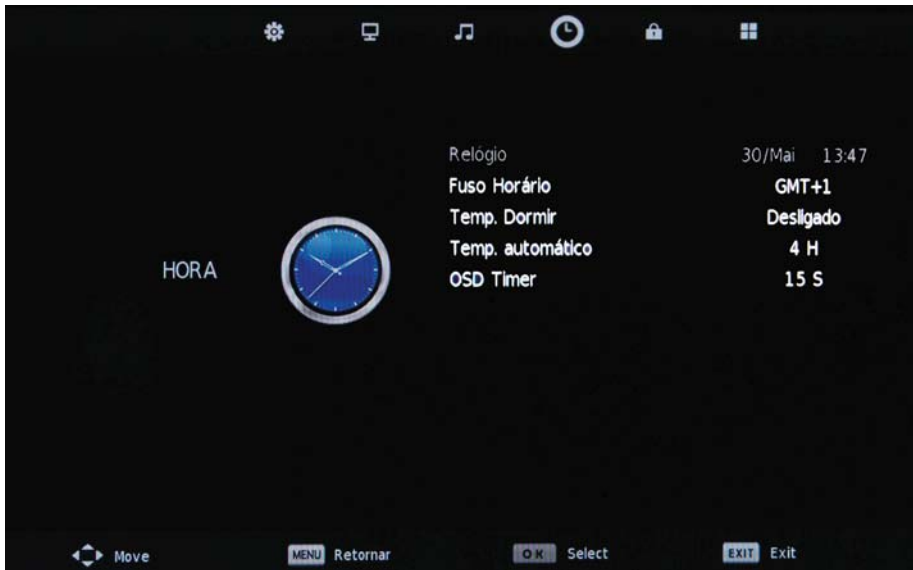 Relógio 30/Mai 13:47
Fuso Horário GMT+1
Temp. Dormir Desligado
Temp. automático 4 H
OSD Timer 15 S
HORA
Move MENU Retornar OK Select EXIT Exit